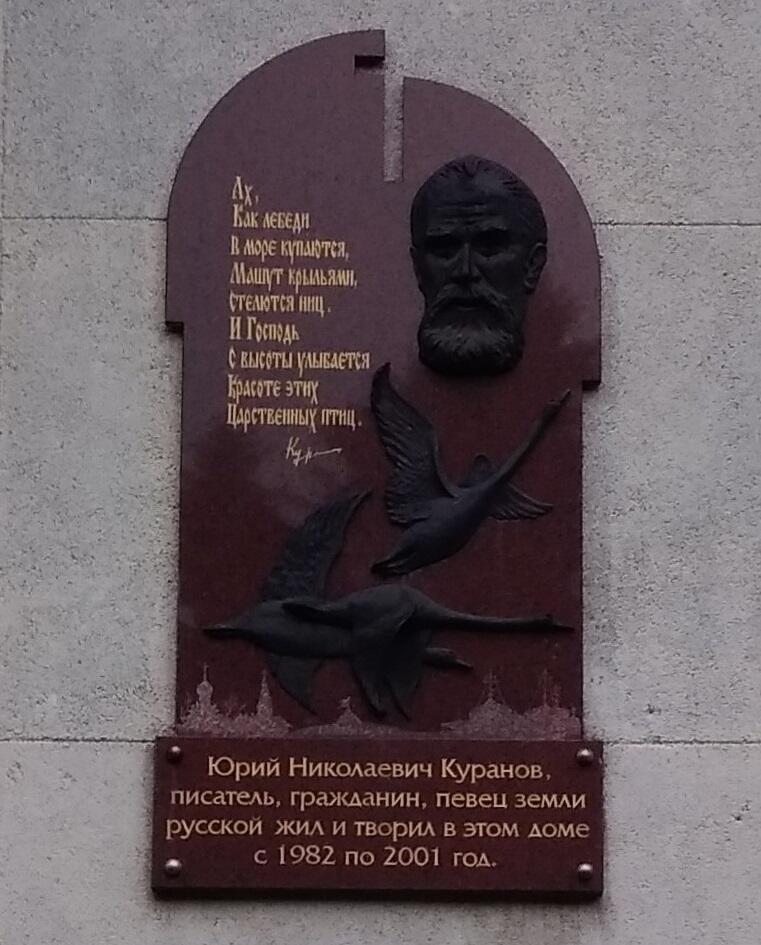 Ах,
Как лебеди
В море купаются,
Машут крыльями,
стелются ниц.
И Господь
с высоты улыбается
Красоте этих
Царственных птиц.
Юрий Николаевич Куранов,
писатель, гражданин, певец земли
русской жил и творил в этом доме
с 1982 по 2001 год.